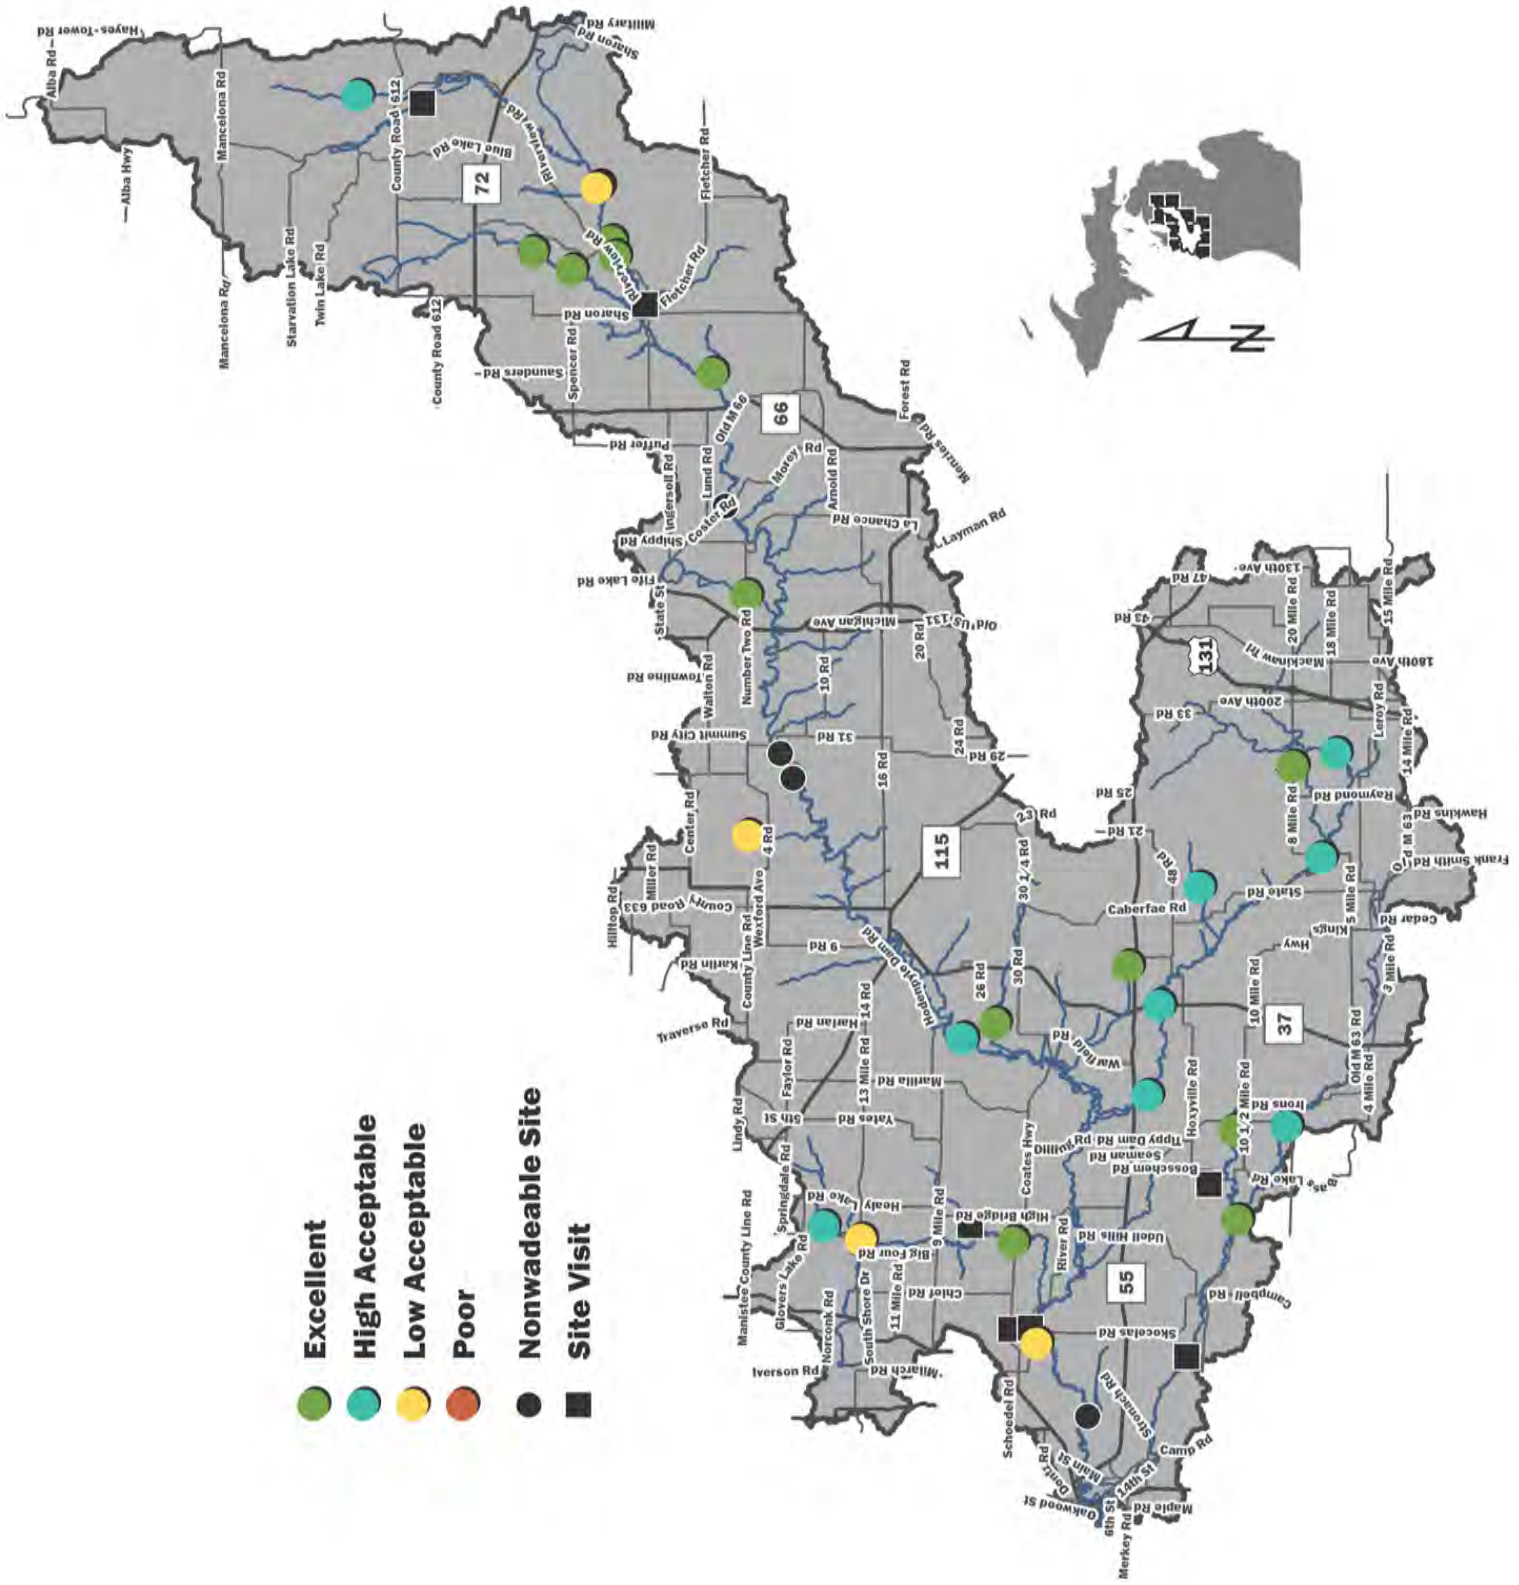 Excellent
High Acceptable
Low Acceptable
Poor
Nonwadeable Site
Site Visit
Alba Rd
Hayes-Tower Rd
Mancelona Rd
Alba Hwy
County Road 612
Blue Lake Rd
72
Riverview Rd
Military Rd
Sharon Rd
Starvation Lake Rd
Twin Lake Rd
Mancelona Rd
County Road 612
Riverview Rd
Fletcher Rd
Fletcher Rd
Sharon Rd
Spencer Rd
Saunders Rd
Old M 66
66
Forest Rd
Menzies Rd
Puffer Rd
Ingersoll Rd
Lund Rd
Morey Rd
Arnold Rd
Coster Rd
Shippy Rd
La Chance Rd
Layman Rd
Fife Lake Rd
State St
Number Two Rd
Michigan Ave
Old US 131
20 Rd
10 Rd
Townline Rd
Walton Rd
Summit City Rd
31 Rd
16 Rd
24 Rd
29 Rd
Center Rd
4 Rd
Miller Rd
Hilltop Rd
County Road 633
Wexford Ave
County Line Rd
Karlin Rd
9 Rd
115
23 Rd
30 1/4 Rd
Hodenpyle Dam Rd
26 Rd
30 Rd
Traverse Rd
Harlan Rd
14 Rd
13 Mile Rd
Faylor Rd
Marilla Rd
Yates Rd
5th St
Lindy Rd
Warfield Rd
Coates Hwy
Dilling Rd
Tippy Dam Rd
Seaman Rd
Bosschem Rd
Hoxyville Rd
Springdale Rd
Manistee County Line Rd
Healy Lake Rd
Glovers Lake Rd
Big Four Rd
9 Mile Rd
High Bridge Rd
River Rd
Udell Hills Rd
Norconk Rd
South Shore Dr
11 Mile Rd
Chief Rd
Iverson Rd
Milarch Rd
55
Skocelas Rd
Campbell Rd
Schoedel Rd
Stronach Rd
Dontz Rd
Main St
Camp Rd
14th St
Oakwood St
6th St
Maple Rd
Merkey Rd
47 Rd
43 Rd
130th Ave
20 Mile Rd
18 Mile Rd
15 Mile Rd
131
Mackinaw Trl
180th Ave
33 Rd
200th Ave
Leroy Rd
14 Mile Rd
25 Rd
21 Rd
8 Mile Rd
Raymond Rd
Hawkins Rd
Old M 63
Frank Smith Rd
48 Rd
Caberfae Rd
State Rd
5 Mile Rd
Cedar Rd
Kings
Hwy
3 Mile Rd
10 Mile Rd
37
Old M 63 Rd
4 Mile Rd
Irons Rd
10 1/2 Mile Rd
Bass Lake Rd
N